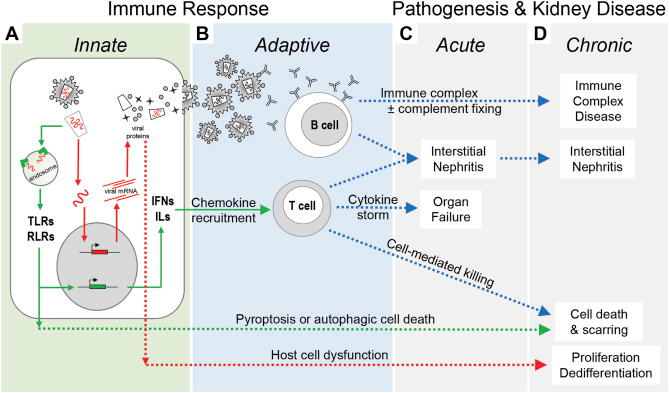 Immune Response
Pathogenesis & Kidney Disease
A
Innate
B
Adaptive
C
Acute
D
Chronic
viral
proteins
endosome
viral mRNA
TLRs
RLRs
IFNs
ILs
Chemokine
recruitment
B cell
T cell
Immune complex
± complement fixing
Immune
Complex
Disease
Interstitial
Nephritis
Interstitial
Nephritis
Cytokine
storm
Organ
Failure
Cell-mediated killing
Pyroptosis or autophagic cell death
Cell death
& scarring
Host cell dysfunction
Proliferation
Dedifferentiation